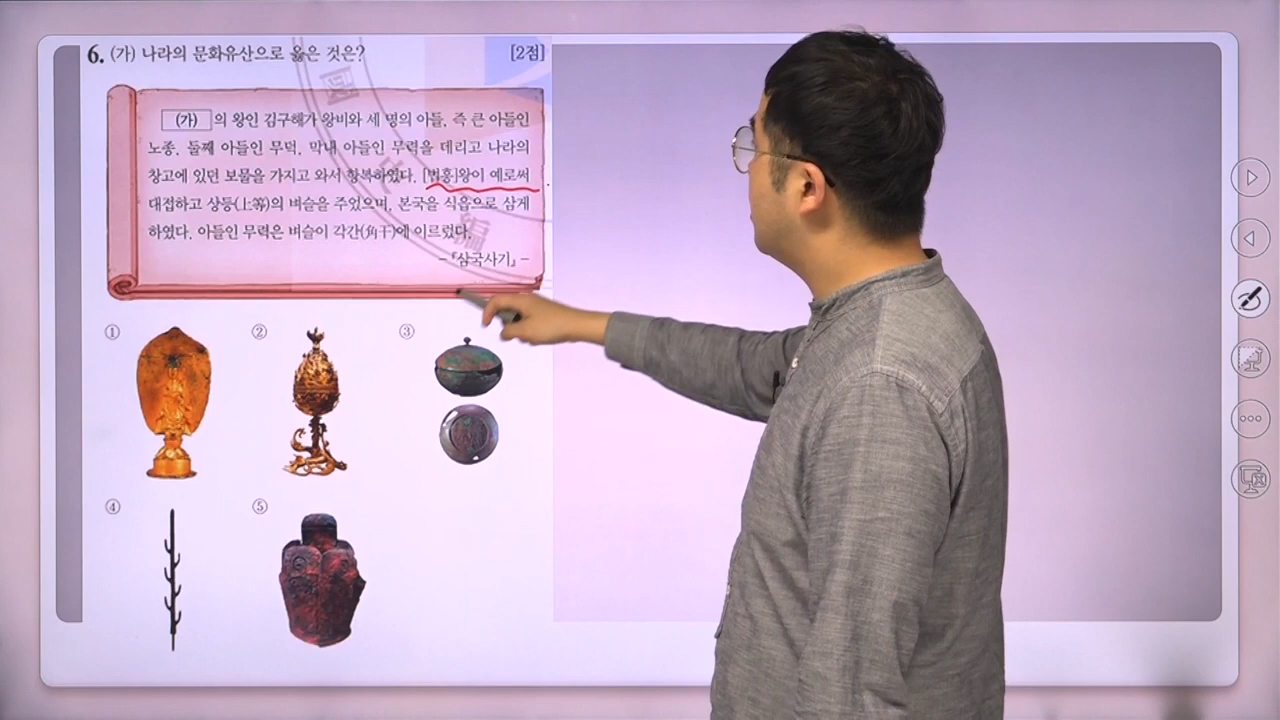 6. (가) 나라의 문화유산으로 옳은 것은? [2점]
(가) 의 왕인 김구해가 왕비와 세 명의 아들, 즉 큰 아들인
노종, 둘째 아들인 무덕, 막내 아들인 무력을 데리고 나라의
창고에 있던 보물을 가지고 와서 항복하였다. [법흥]왕이 예로써
대접하고 상등(上等)의 벼슬을 주었으며, 본국을 식읍으로 삼게
하였다. 아들인 무력은 벼슬이 각간(角干)에 이르렀다.
-『삼국사기』-
① ② ③
④ ⑤